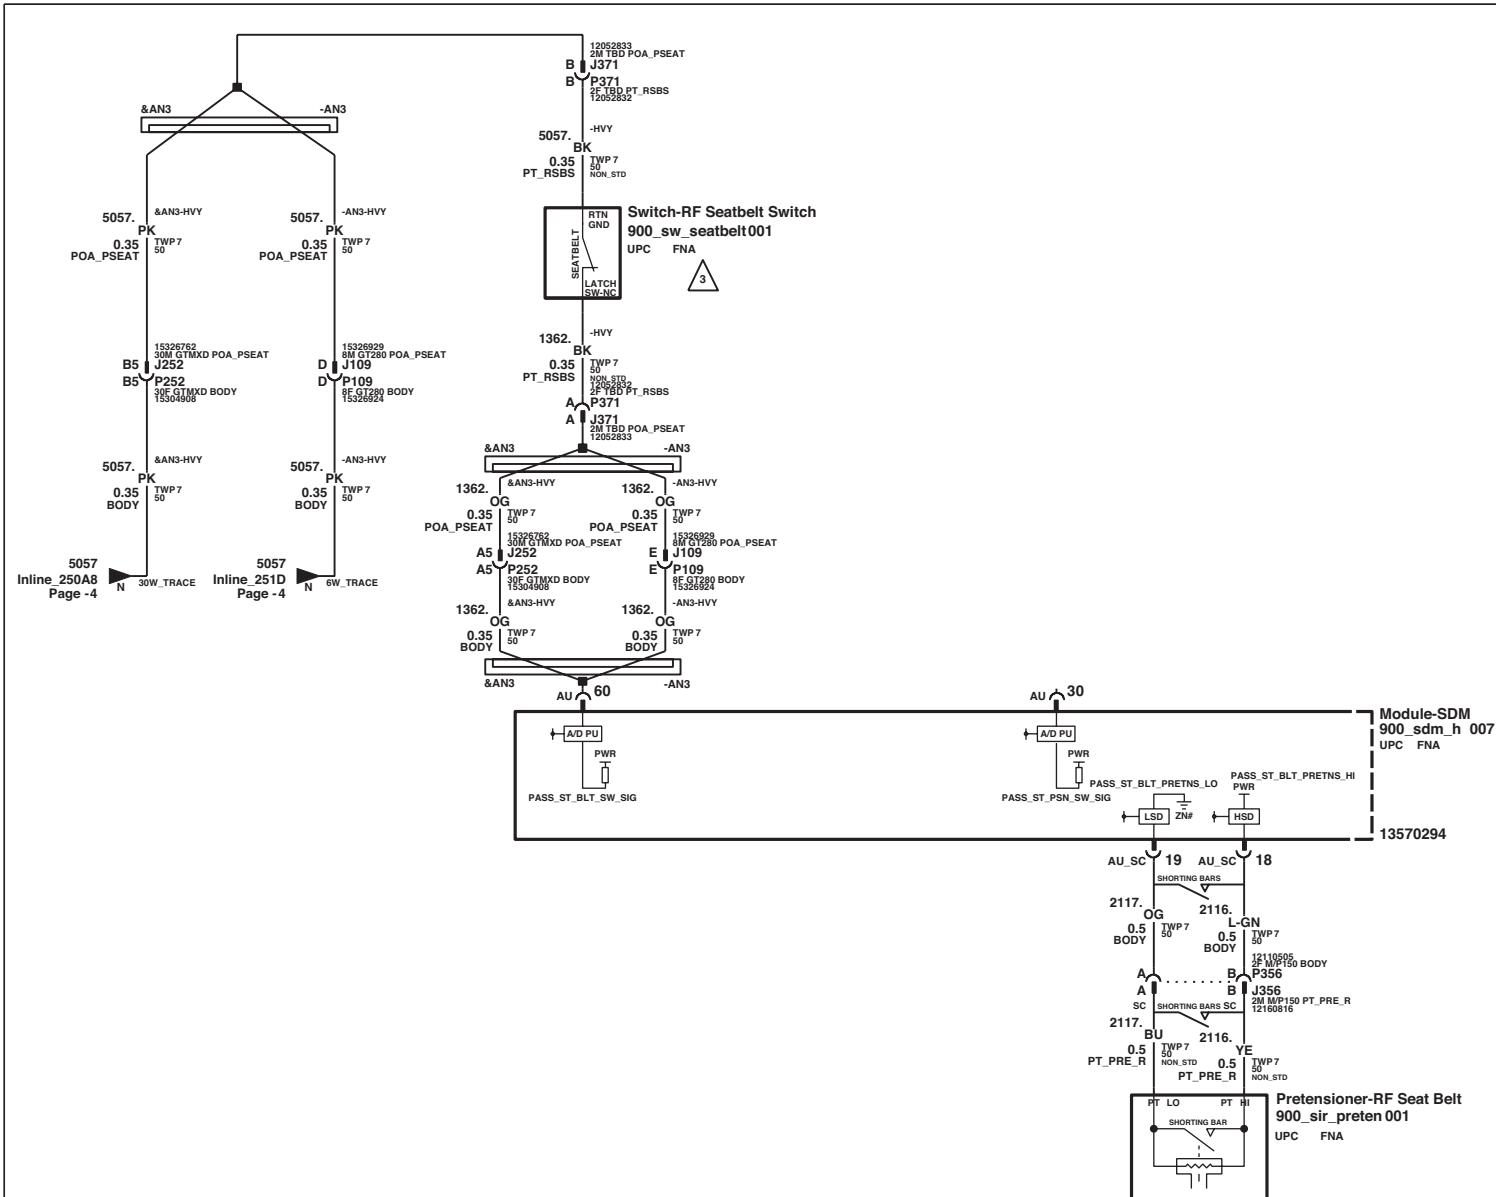 12052833
2M TBD POA_PSEAT
B J371
B P371
2F TBD PT_RSBS
12052832
&AN3 -AN3
5057. -HVY
BK
0.35 TWP 7
50
PT_RSBS NON_STD
5057. &AN3-HVY
PK
0.35 TWP 7
50
POA_PSEAT
5057. -AN3-HVY
PK
0.35 TWP 7
50
POA_PSEAT
RTN
GND
SEATBELT
LATCH
SW-NC
Switch-RF Seatbelt Switch
900_sw_seatbelt 001
UPC FNA
3
15326762
30M GTMXD POA_PSEAT
B5 J252
B5 P252
30F GTMXD BODY
15304908
15326929
8M GT280 POA_PSEAT
D J109
D P109
8F GT280 BODY
15326924
1362. -HVY
BK
0.35 TWP 7
50
PT_RSBS NON_STD
12052832
2F TBD PT_RSBS
A P371
A J371
2M TBD POA_PSEAT
12052833
&AN3 -AN3
5057. &AN3-HVY
PK
0.35 TWP 7
50
BODY
5057. -AN3-HVY
PK
0.35 TWP 7
50
BODY
1362. &AN3-HVY
OG
0.35 TWP 7
50
POA_PSEAT
1362. -AN3-HVY
OG
0.35 TWP 7
50
POA_PSEAT
15326762
30M GTMXD POA_PSEAT
A5 J252
A5 P252
30F GTMXD BODY
15304908
15326929
8M GT280 POA_PSEAT
E J109
E P109
8F GT280 BODY
15326924
5057
Inline_250A8
Page -4
N 30W_TRACE
5057
Inline_251D
Page -4
N 6W_TRACE
1362. &AN3-HVY
OG
0.35 TWP 7
50
BODY
1362. -AN3-HVY
OG
0.35 TWP 7
50
BODY
&AN3 -AN3
AU 60
AU 30
A/D PU
PWR
PASS_ST_BLT_SW_SIG
A/D PU
PWR
PASS_ST_PSN_SW_SIG
PASS_ST_BLT_PRETNS_LO
LSD
ZN#
PASS_ST_BLT_PRETNS_HI
PWR
HSD
Module-SDM
900_sdm_h 007
UPC FNA
13570294
AU_SC 19
AU_SC 18
SHORTING BARS
2117.
OG
0.5 TWP 7
50
BODY
2116.
L-GN
0.5 TWP 7
50
BODY
12110505
2F M/P150 BODY
A B P356
A B J356
2M M/P150 PT_PRE_R
12160816
SC SHORTING BARS SC
2117.
BU
0.5 TWP 7
50
PT_PRE_R NON_STD
2116.
YE
0.5 TWP 7
50
PT_PRE_R NON_STD
PT LO PT HI
SHORTING BAR
Pretensioner-RF Seat Belt
900_sir_preten 001
UPC FNA